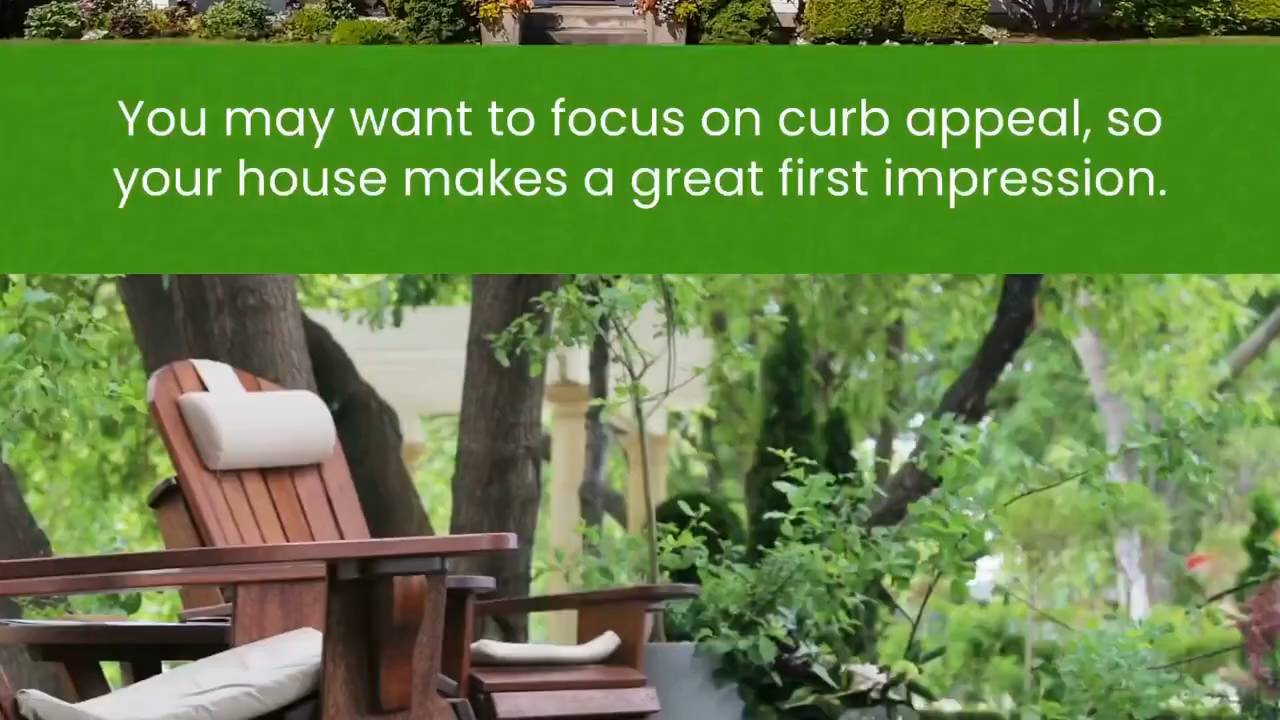 You may want to focus on curb appeal, so
your house makes a great first impression.